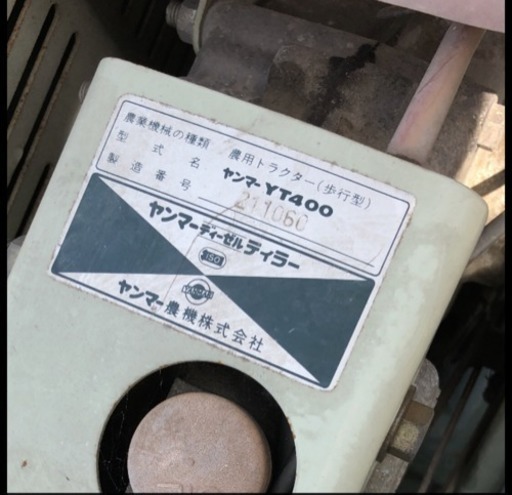 農業機械の種類 農用トラクター(歩行型)
型式名 ヤンマーYT400
製造番号 211060
ヤンマーディーゼルティラー
ヤンマー農機株式会社